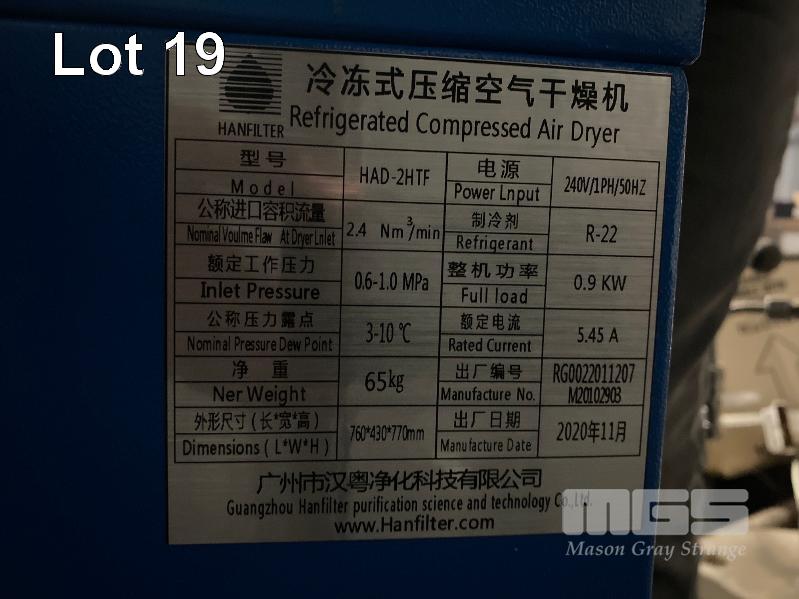 Lot 19
HANFILTER
冷冻式压缩空气干燥机
Refrigerated Compressed Air Dryer
型号
Model
HAD-2HTF
电源
Power Lnput
240V/1PH/50HZ
公称进口容积流量
Nominal Voulme Flaw At Dryer Lnlet
2.4 Nm³/min
制冷剂
Refrigerant
R-22
额定工作压力
Inlet Pressure
0.6-1.0 MPa
整机功率
Full load
0.9 KW
公称压力露点
Nominal Pressure Dew Point
3-10℃
额定电流
Rated Current
5.45 A
净重
Ner Weight
65kg
出厂编号
Manufacture No.
RG0022011207
M20102903
外形尺寸(长*宽*高)
Dimensions(L*W*H)
760*430*770mm
出厂日期
Manufacture Date
2020年11月
广州市汉粤净化科技有限公司
Guangzhou Hanfilter purification science and technology Co.,Ltd.
www.Hanfilter.com
MGS
Mason Gray Strange